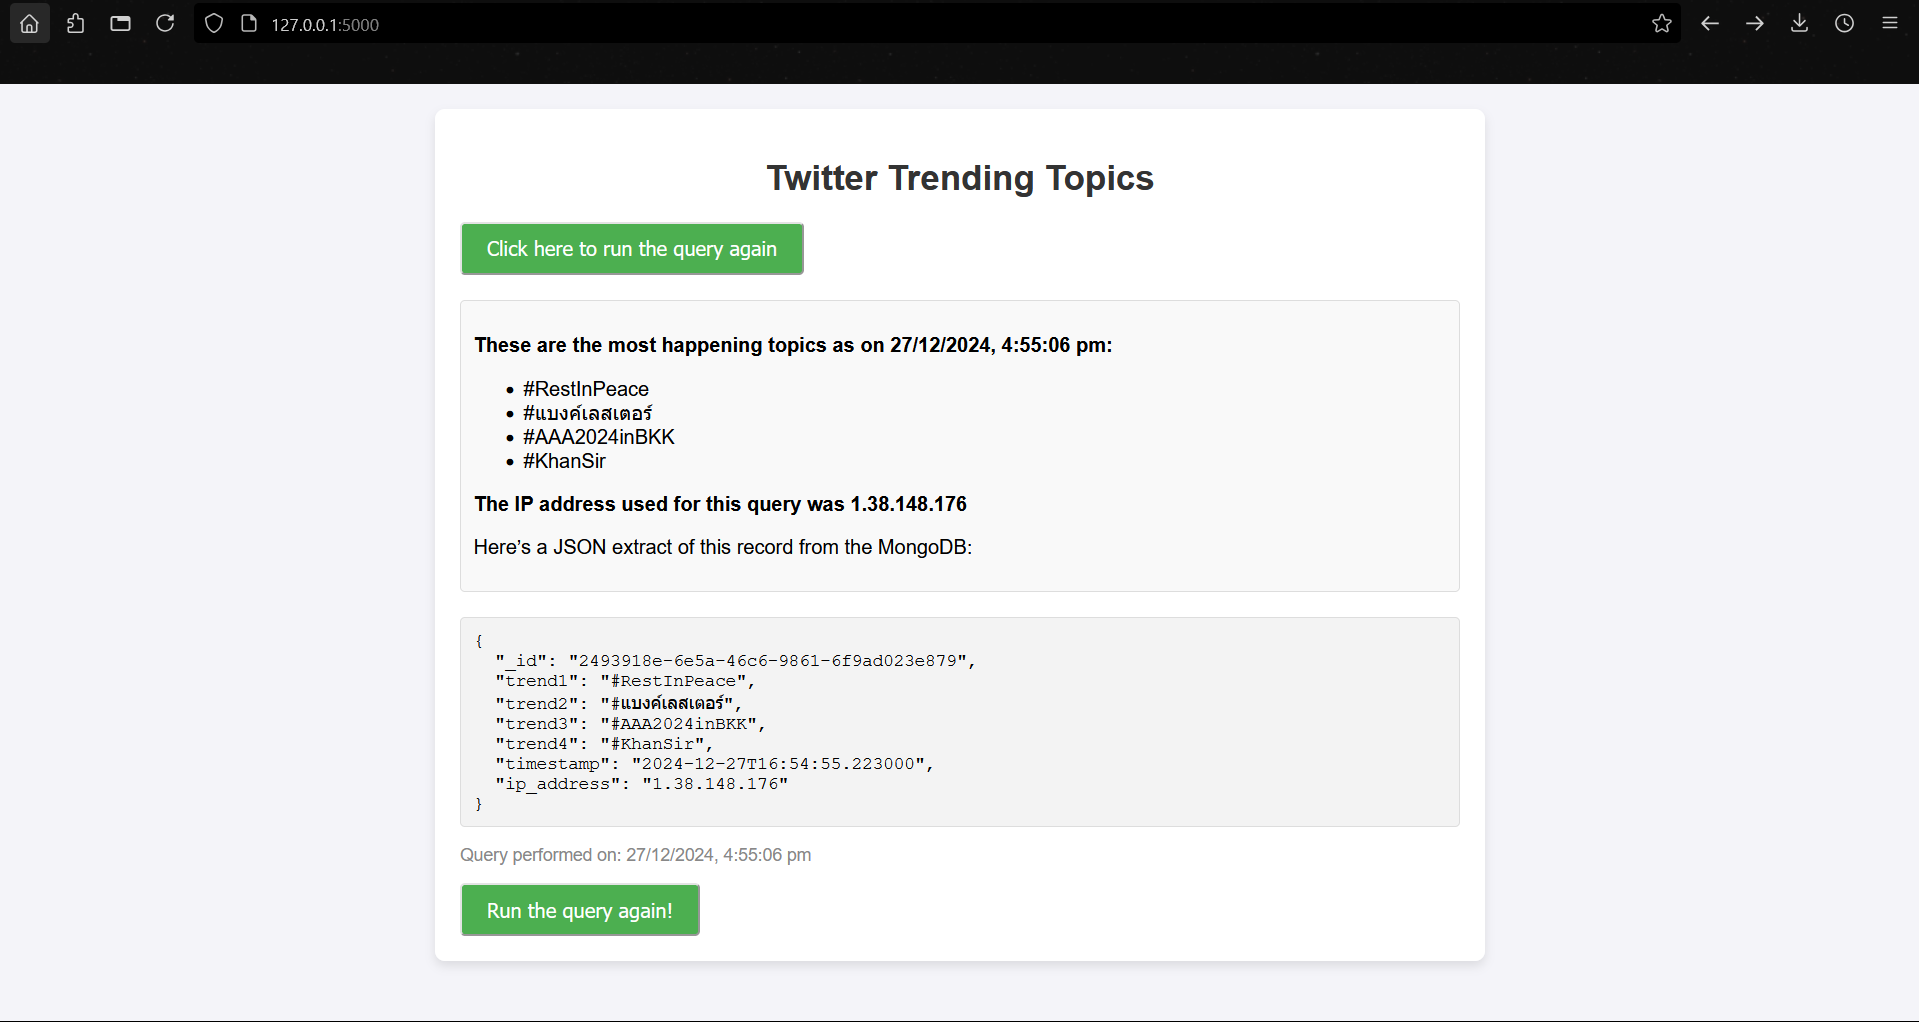 127.0.0.1:5000
Twitter Trending Topics
Click here to run the query again
These are the most happening topics as on 27/12/2024, 4:55:06 pm:
• #RestInPeace
• #แบงค์เลสเตอร์
• #AAA2024inBKK
• #KhanSir
The IP address used for this query was 1.38.148.176
Here’s a JSON extract of this record from the MongoDB:
{
  "_id": "2493918e-6e5a-46c6-9861-6f9ad023e879",
  "trend1": "#RestInPeace",
  "trend2": "#แบงค์เลสเตอร์",
  "trend3": "#AAA2024inBKK",
  "trend4": "#KhanSir",
  "timestamp": "2024-12-27T16:54:55.223000",
  "ip_address": "1.38.148.176"
}
Query performed on: 27/12/2024, 4:55:06 pm
Run the query again!